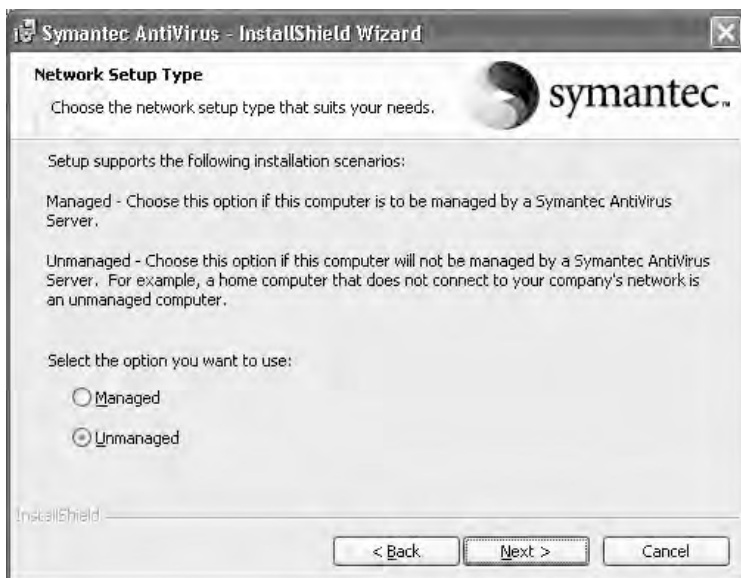 Symantec AntiVirus - InstallShield Wizard
Network Setup Type
Choose the network setup type that suits your needs.
symantec.
Setup supports the following installation scenarios:
Managed - Choose this option if this computer is to be managed by a Symantec AntiVirus
Server.
Unmanaged - Choose this option if this computer will not be managed by a Symantec AntiVirus
Server. For example, a home computer that does not connect to your company's network is
an unmanaged computer.
Select the option you want to use:
Managed
Unmanaged
InstallShield
< Back
Next >
Cancel